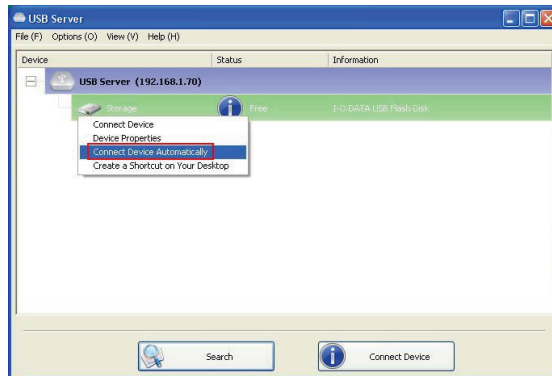 USB Server
File (F) Options (O) View (V) Help (H)
Device Status Information
USB Server (192.168.1.70)
Storage Free I-O DATA USB Flash Disk
Connect Device
Device Properties
Connect Device Automatically
Create a Shortcut on Your Desktop
Search Connect Device